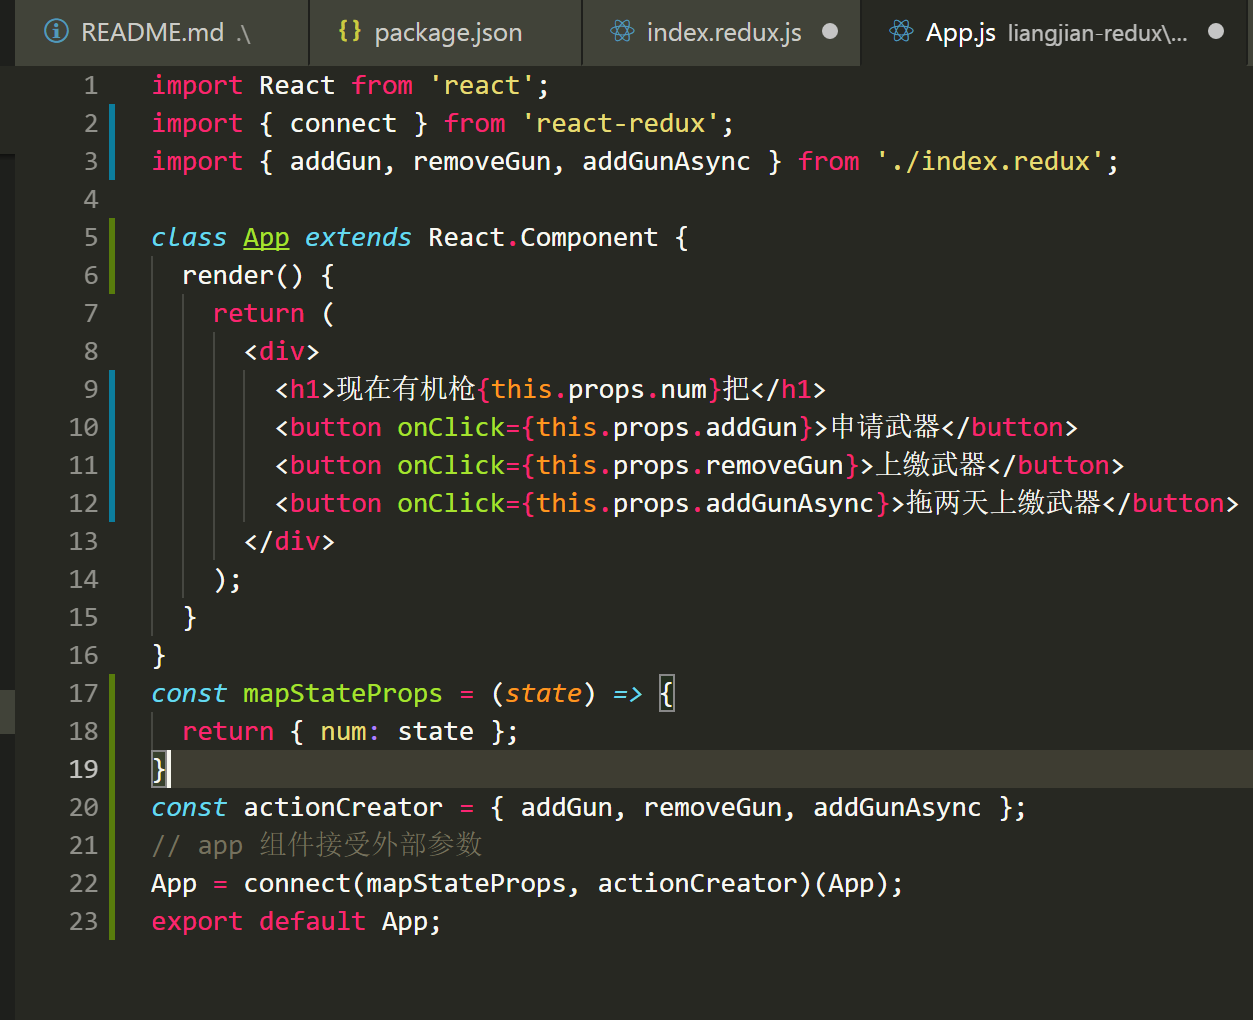 README.md .\
package.json
index.redux.js
App.js liangjian-redux\...
1 import React from 'react';
2 import { connect } from 'react-redux';
3 import { addGun, removeGun, addGunAsync } from './index.redux';
4
5 class App extends React.Component {
6 render() {
7 return (
8 <div>
9 <h1>现在有机枪{this.props.num}把</h1>
10 <button onClick={this.props.addGun}>申请武器</button>
11 <button onClick={this.props.removeGun}>上缴武器</button>
12 <button onClick={this.props.addGunAsync}>拖两天上缴武器</button>
13 </div>
14 );
15 }
16 }
17 const mapStateProps = (state) => {
18 return { num: state };
19 }
20 const actionCreator = { addGun, removeGun, addGunAsync };
21 // app 组件接受外部参数
22 App = connect(mapStateProps, actionCreator)(App);
23 export default App;